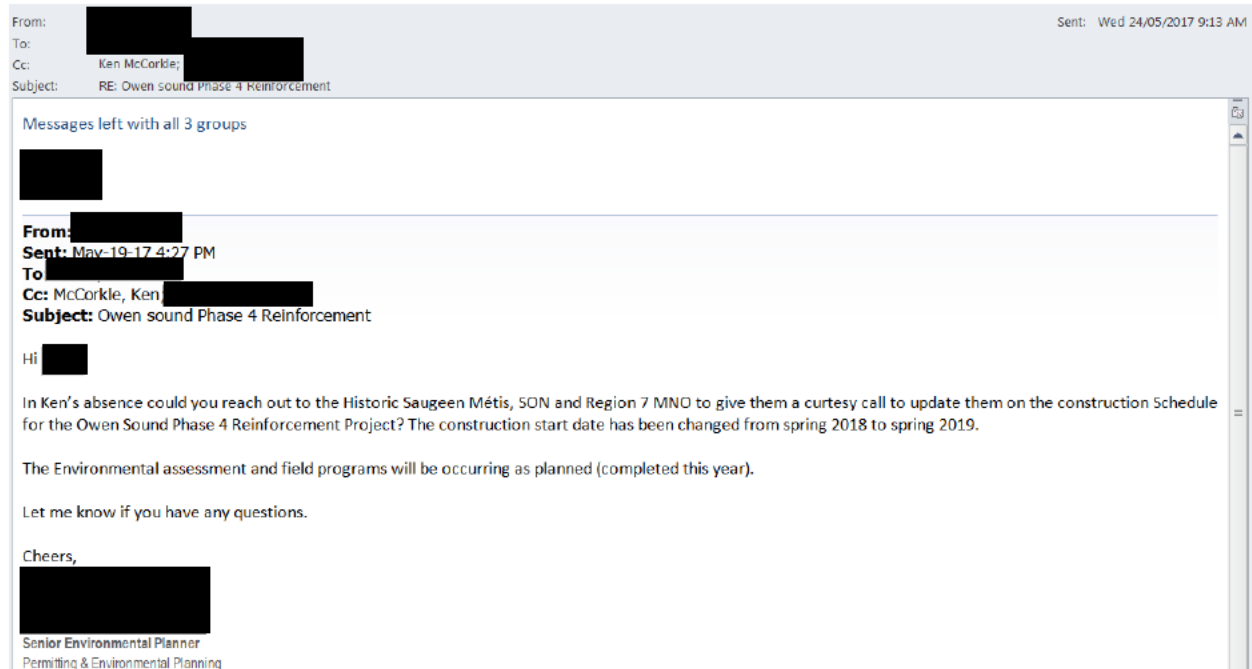 From:
Sent: Wed 24/05/2017 9:13 AM
To:
Cc: Ken McCorkle;
Subject: RE: Owen sound Phase 4 Reinforcement
Messages left with all 3 groups
From:
Sent: May-19-17 4:27 PM
To
Cc: McCorkle, Ken;
Subject: Owen sound Phase 4 Reinforcement
Hi
In Ken's absence could you reach out to the Historic Saugeen Métis, SON and Region 7 MNO to give them a curtesy call to update them on the construction Schedule
for the Owen Sound Phase 4 Reinforcement Project? The construction start date has been changed from spring 2018 to spring 2019.
The Environmental assessment and field programs will be occurring as planned (completed this year).
Let me know if you have any questions.
Cheers,
Senior Environmental Planner
Permitting & Environmental Planning